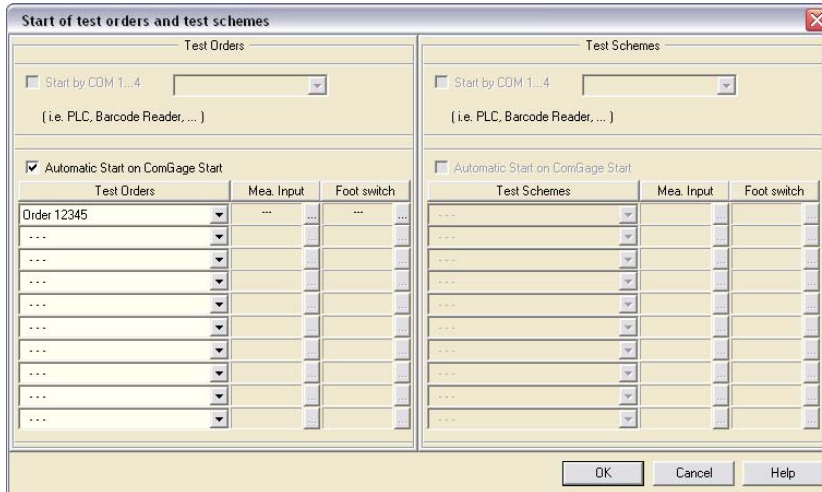 Start of test orders and test schemes
Test Orders
Start by COM 1...4
( i.e. PLC, Barcode Reader, ... )
Automatic Start on ComGage Start
Test Orders Mea. Input Foot switch
Order 12345 --- ... --- ...
- - - ... ...
- - - ... ...
- - - ... ...
- - - ... ...
- - - ... ...
- - - ... ...
- - - ... ...
- - - ... ...
- - - ... ...
Test Schemes
Start by COM 1...4
( i.e. PLC, Barcode Reader, ... )
Automatic Start on ComGage Start
Test Schemes Mea. Input Foot switch
- - - ... ...
- - - ... ...
- - - ... ...
- - - ... ...
- - - ... ...
- - - ... ...
- - - ... ...
- - - ... ...
- - - ... ...
- - - ... ...
OK Cancel Help